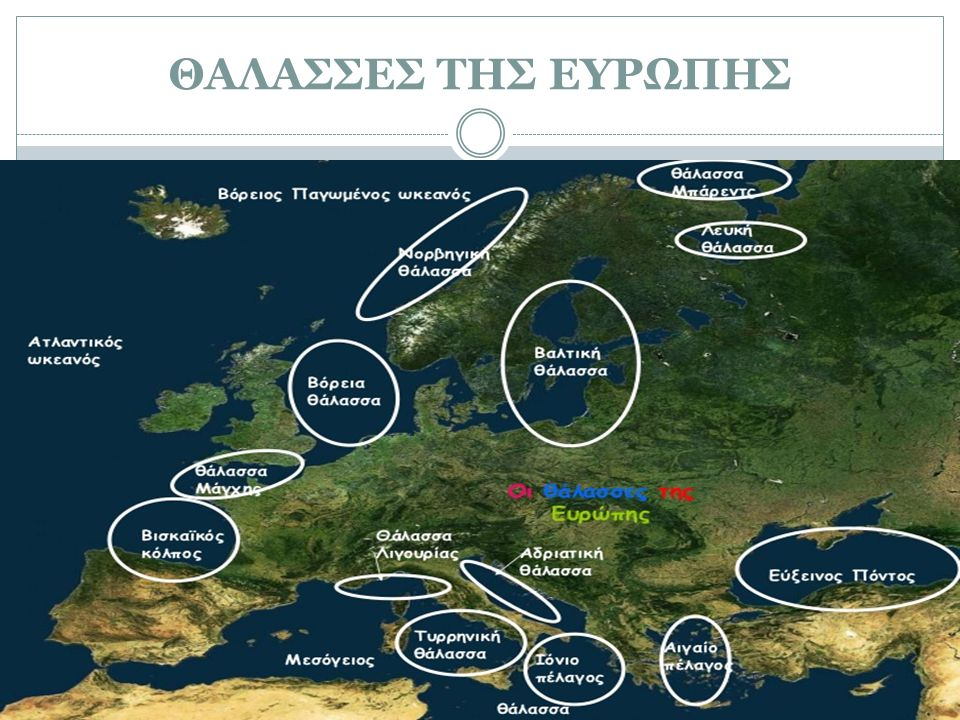 ΘΑΛΑΣΣΕΣ ΤΗΣ ΕΥΡΩΠΗΣ
θάλασσα
Μπάρεντς
Βόρειος Παγωμένος ωκεανός
Λευκή
θάλασσα
Νορβηγική
θάλασσα
Ατλαντικός
ωκεανός
Βαλτική
θάλασσα
Βόρεια
θάλασσα
θάλασσα
Μάγχης
Οι θάλασσες της
Ευρώπης
Βισκαϊκός
κόλπος
Θάλασσα
Λιγουρίας
Αδριατική
θάλασσα
Εύξεινος Πόντος
Τυρρηνική
θάλασσα
Μεσόγειος
Ιόνιο
πέλαγος
Αιγαίο
πέλαγος
θάλασσα